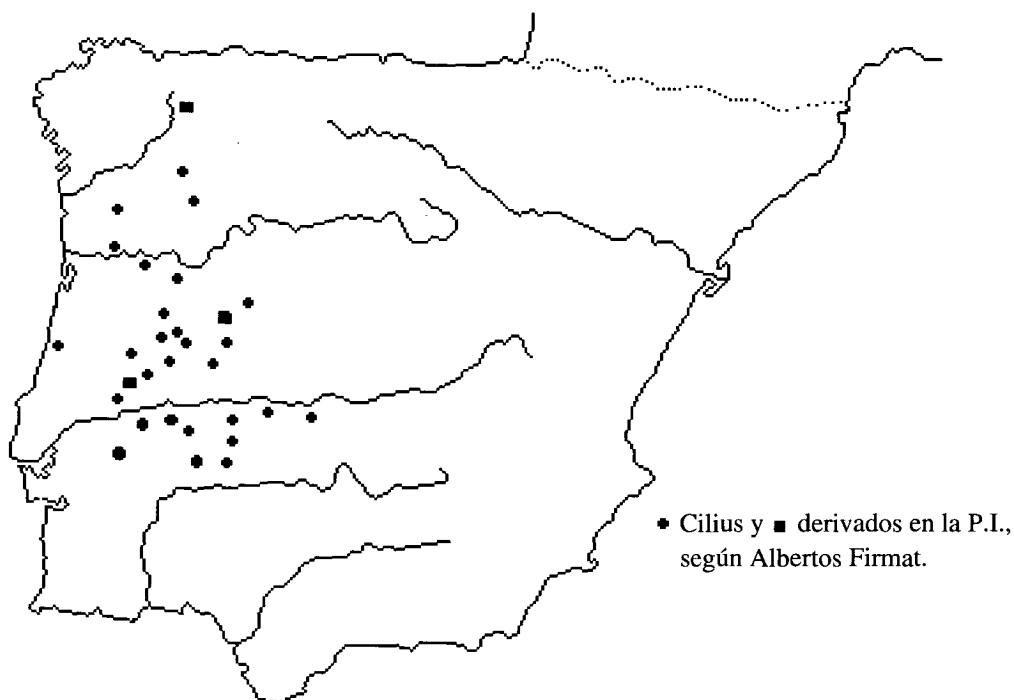 ● Cilius y ■ derivados en la P.I.,
según Albertos Firmat.